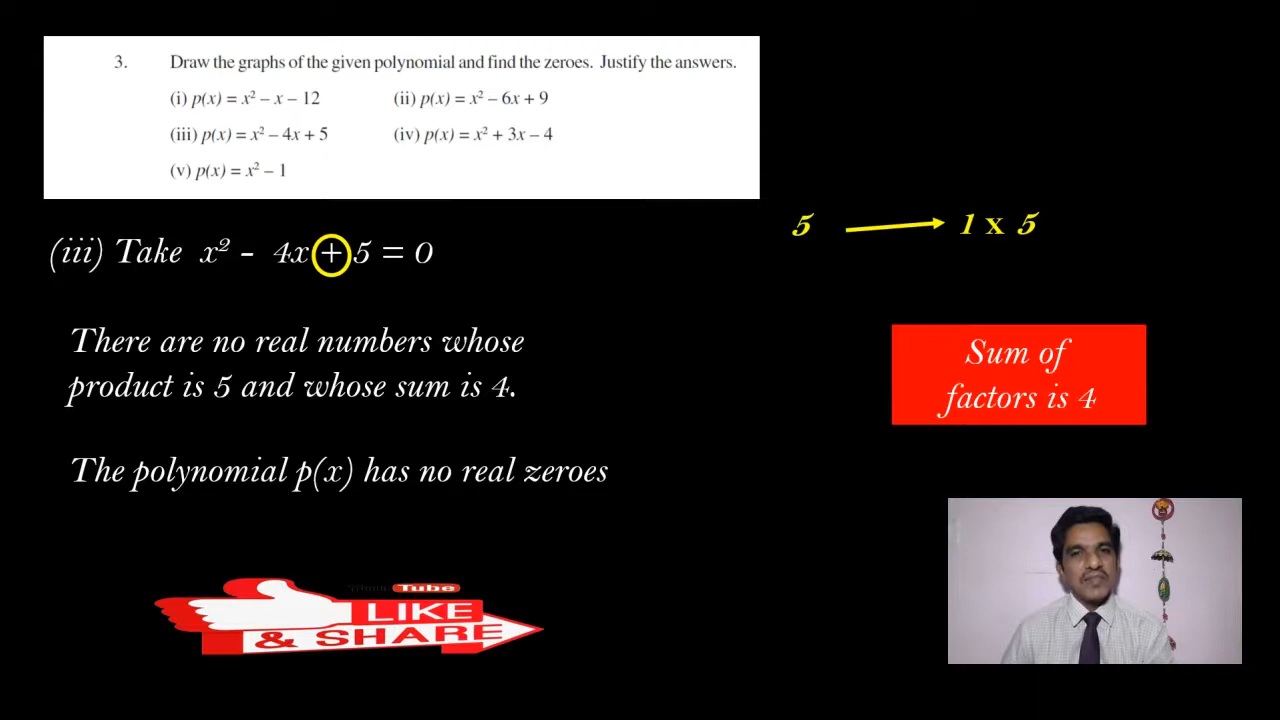 3. Draw the graphs of the given polynomial and find the zeroes. Justify the answers.
(i) p(x) = x² – x – 12 (ii) p(x) = x² – 6x + 9
(iii) p(x) = x² – 4x + 5 (iv) p(x) = x² + 3x – 4
(v) p(x) = x² – 1
5 → 1 x 5
(iii) Take x² - 4x + 5 = 0
There are no real numbers whose
product is 5 and whose sum is 4.
Sum of
factors is 4
The polynomial p(x) has no real zeroes
Tube
LIKE
& SHARE